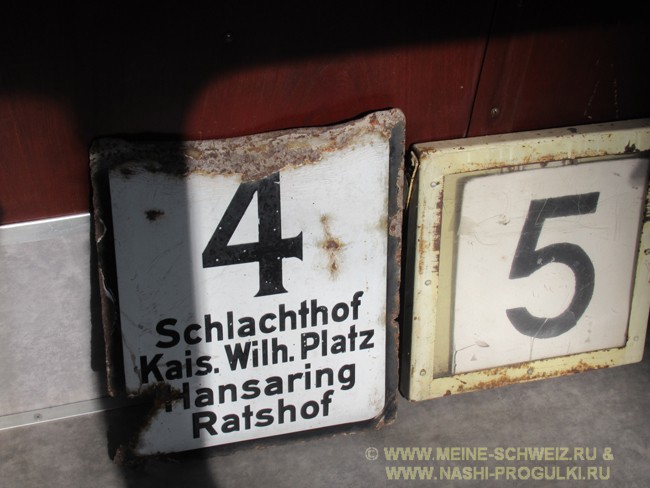 4
Schlachthof
Kais. Wilh. Platz
Hansaring
Ratshof
5
© WWW.MEINE-SCHWEIZ.RU &
WWW.NASHI-PROGULKI.RU